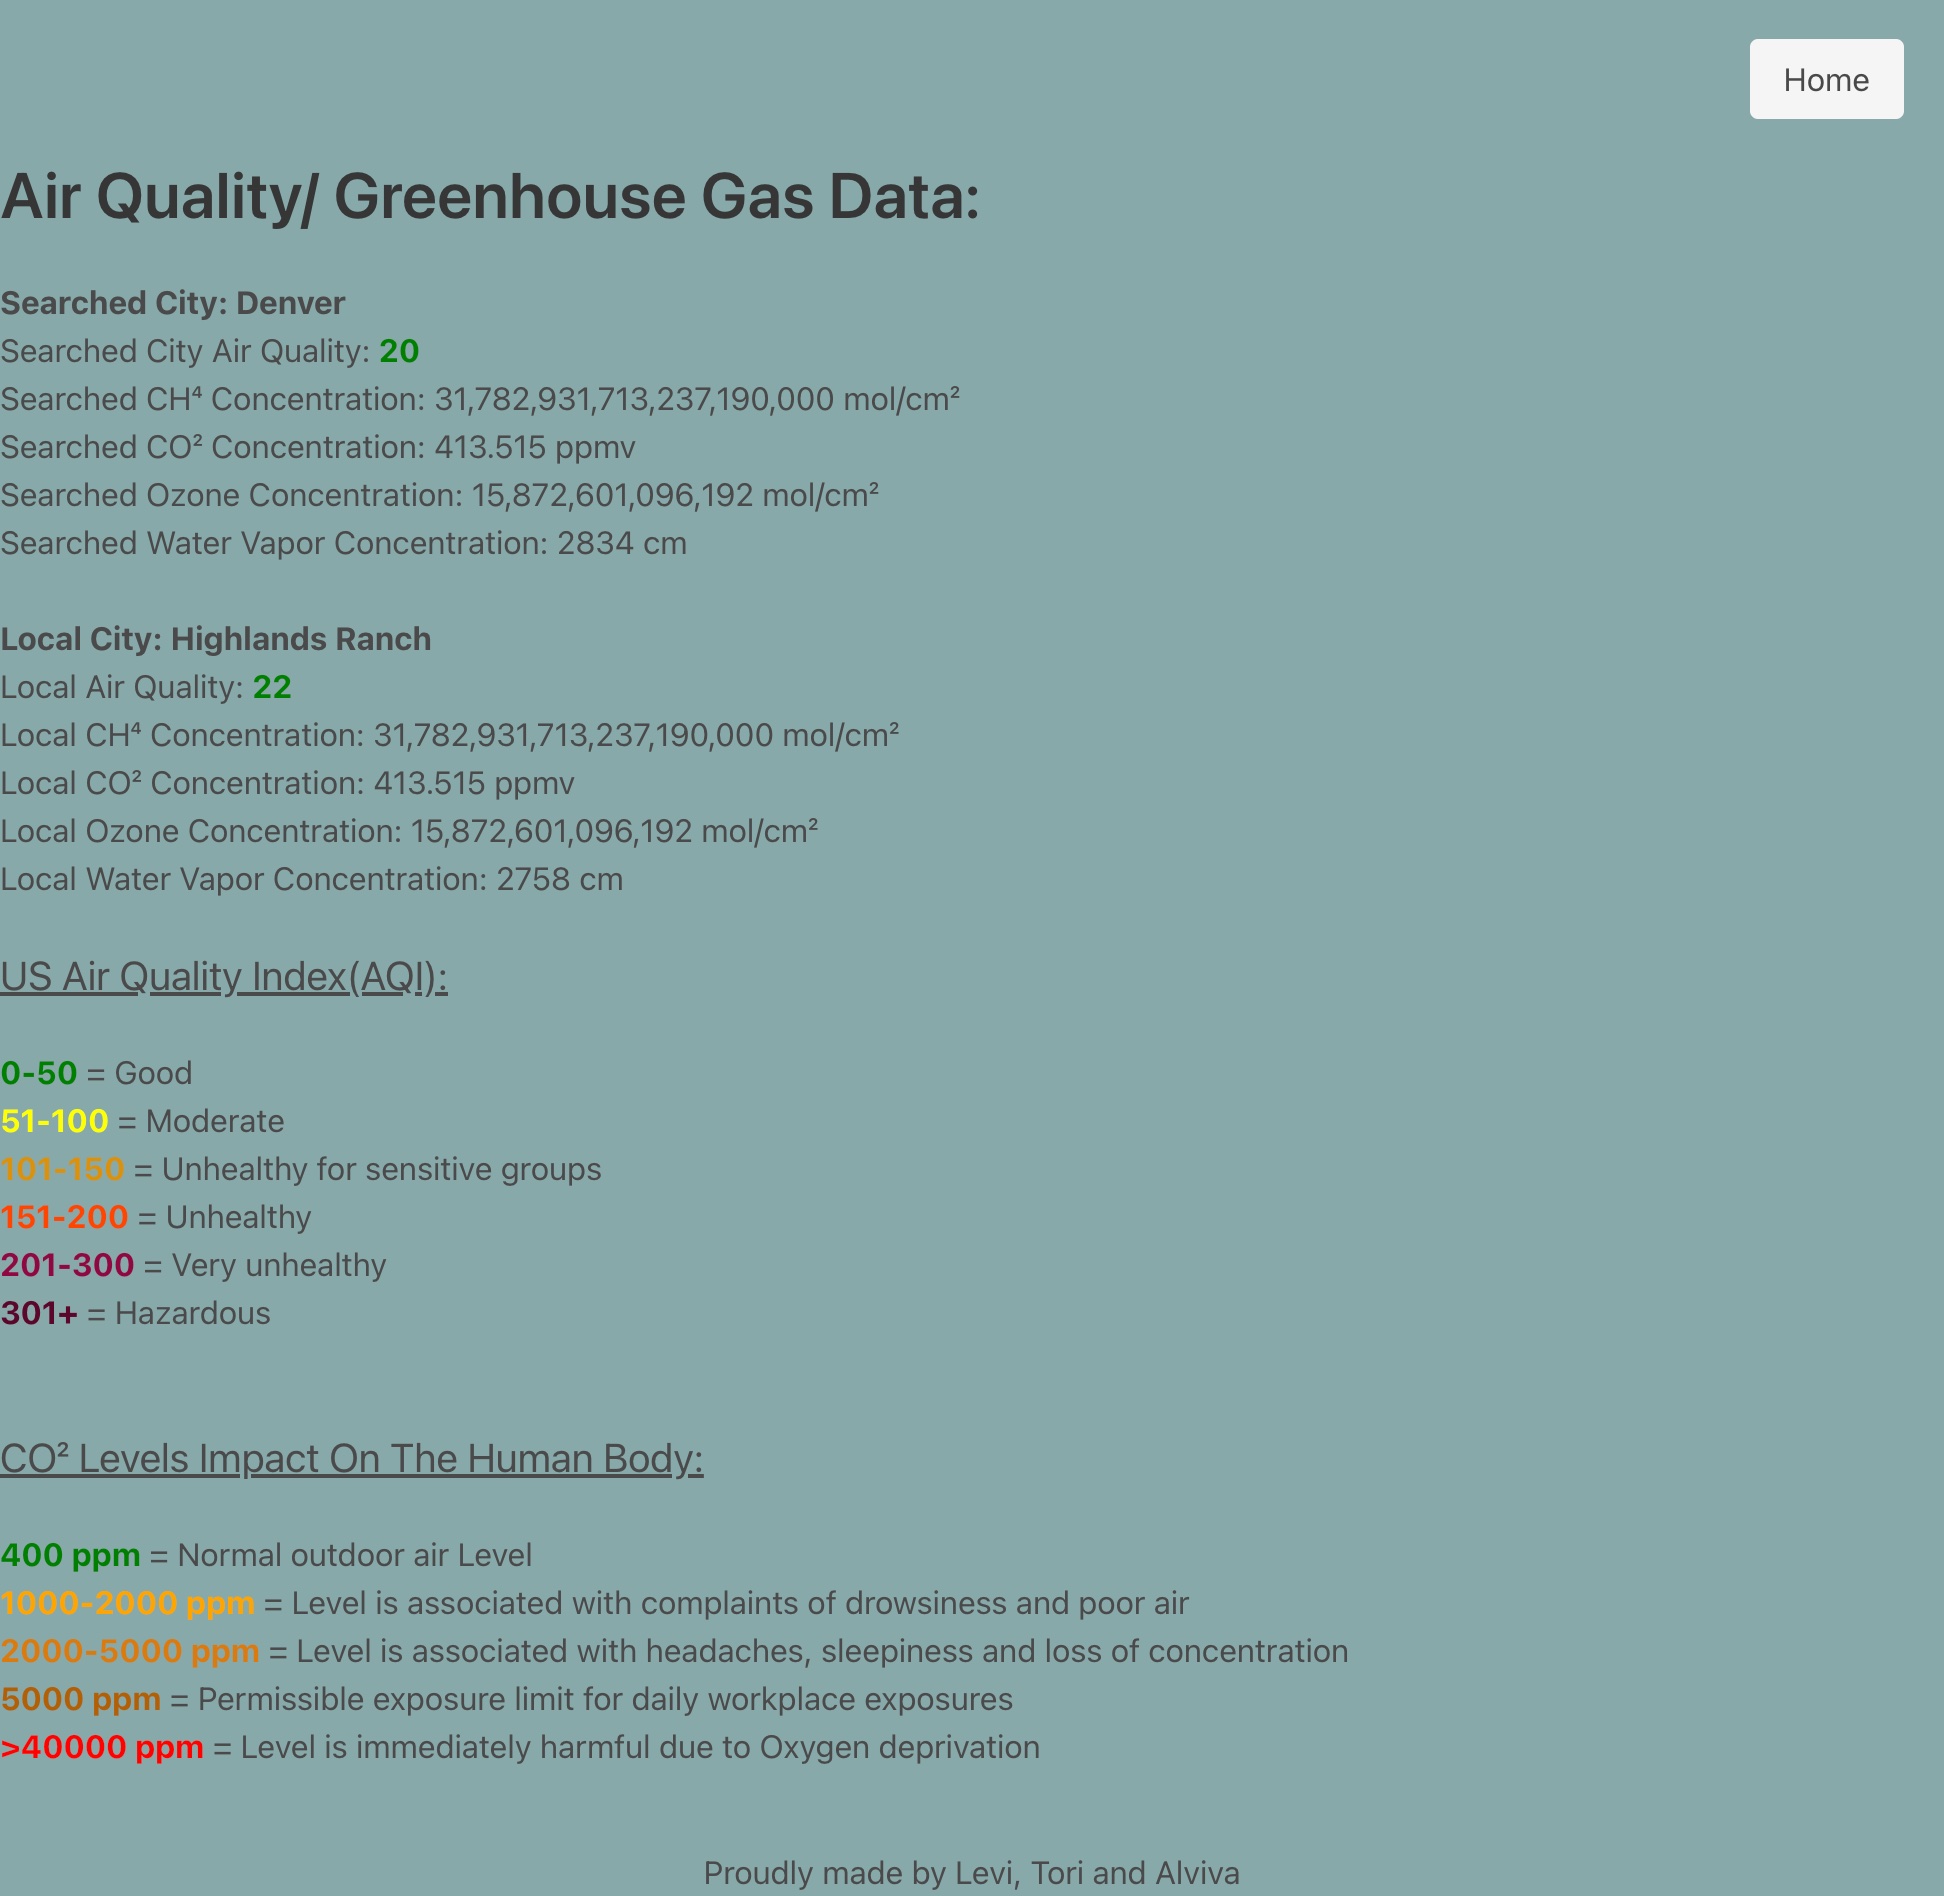 Home
Air Quality/ Greenhouse Gas Data:
Searched City: Denver
Searched City Air Quality: 20
Searched CH⁴ Concentration: 31,782,931,713,237,190,000 mol/cm²
Searched CO² Concentration: 413.515 ppmv
Searched Ozone Concentration: 15,872,601,096,192 mol/cm²
Searched Water Vapor Concentration: 2834 cm
Local City: Highlands Ranch
Local Air Quality: 22
Local CH⁴ Concentration: 31,782,931,713,237,190,000 mol/cm²
Local CO² Concentration: 413.515 ppmv
Local Ozone Concentration: 15,872,601,096,192 mol/cm²
Local Water Vapor Concentration: 2758 cm
US Air Quality Index(AQI):
0-50 = Good
51-100 = Moderate
101-150 = Unhealthy for sensitive groups
151-200 = Unhealthy
201-300 = Very unhealthy
301+ = Hazardous
CO² Levels Impact On The Human Body:
400 ppm = Normal outdoor air Level
1000-2000 ppm = Level is associated with complaints of drowsiness and poor air
2000-5000 ppm = Level is associated with headaches, sleepiness and loss of concentration
5000 ppm = Permissible exposure limit for daily workplace exposures
>40000 ppm = Level is immediately harmful due to Oxygen deprivation
Proudly made by Levi, Tori and Alviva